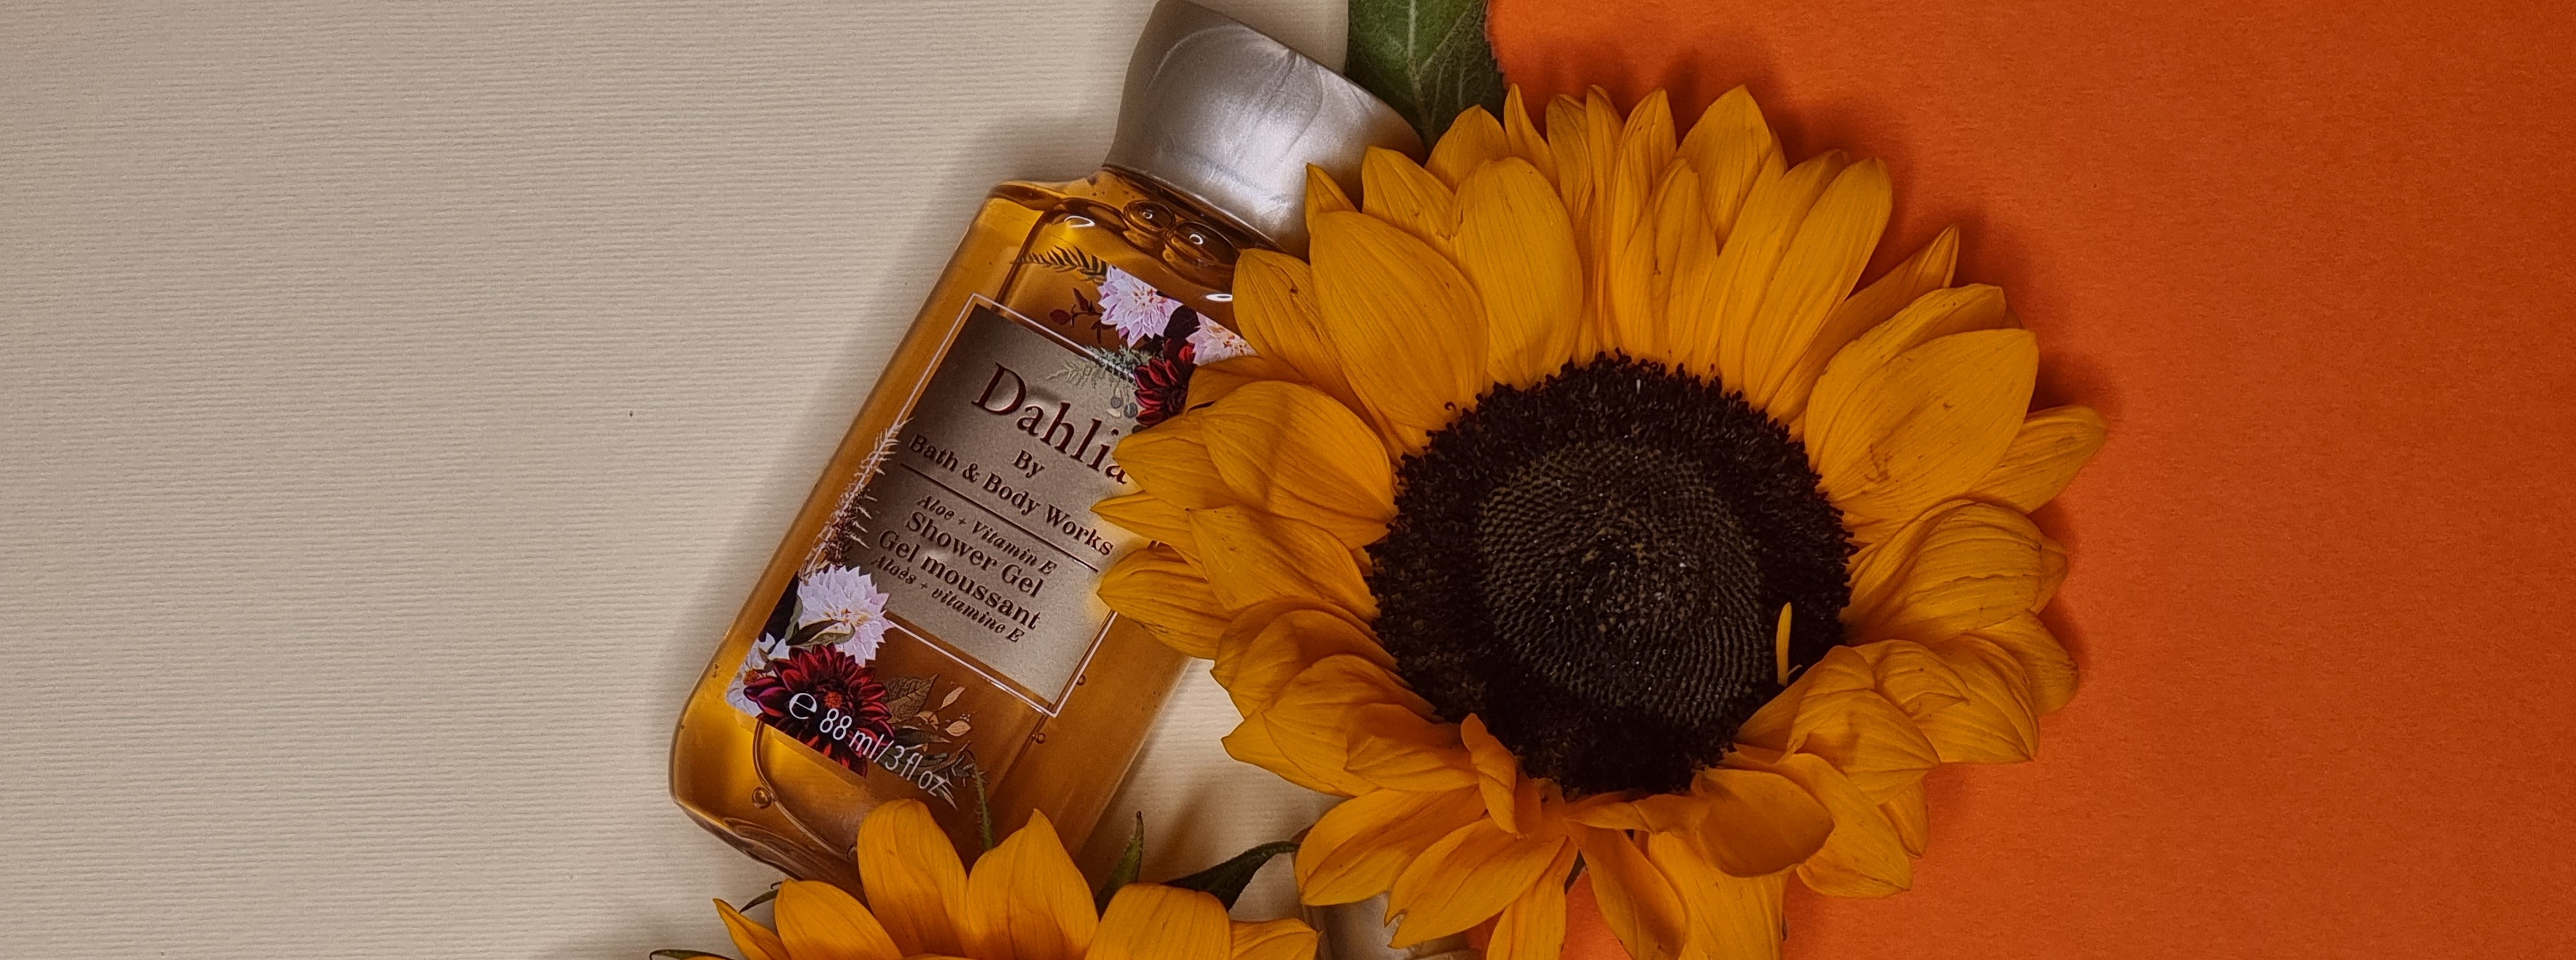 Dahlia
By
Bath & Body Works
Aloe + Vitamin E
Shower Gel
Gel moussant
Aloès + vitamine E
℮ 88 ml/3 fl oz